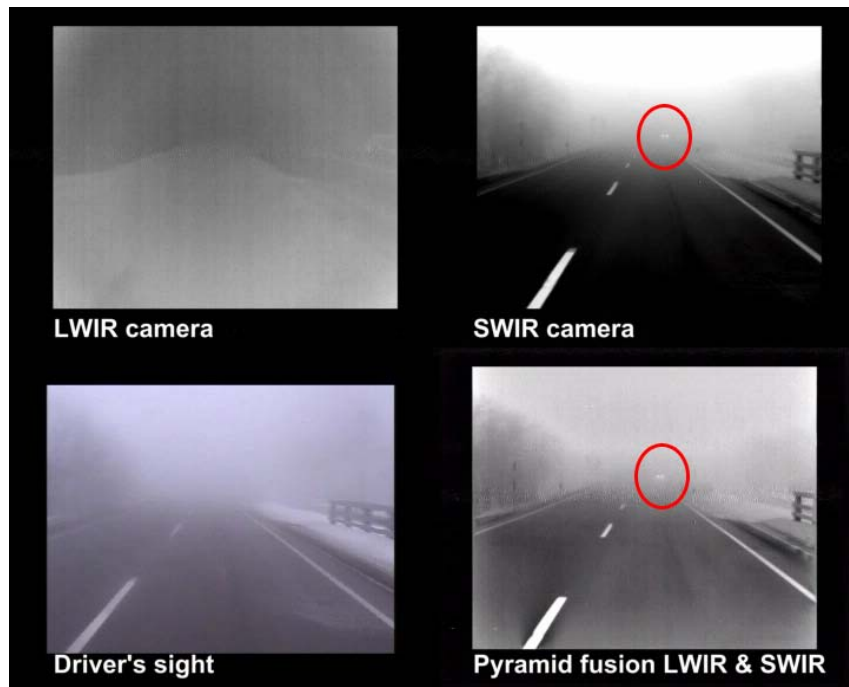 LWIR camera
SWIR camera
Driver's sight
Pyramid fusion LWIR & SWIR